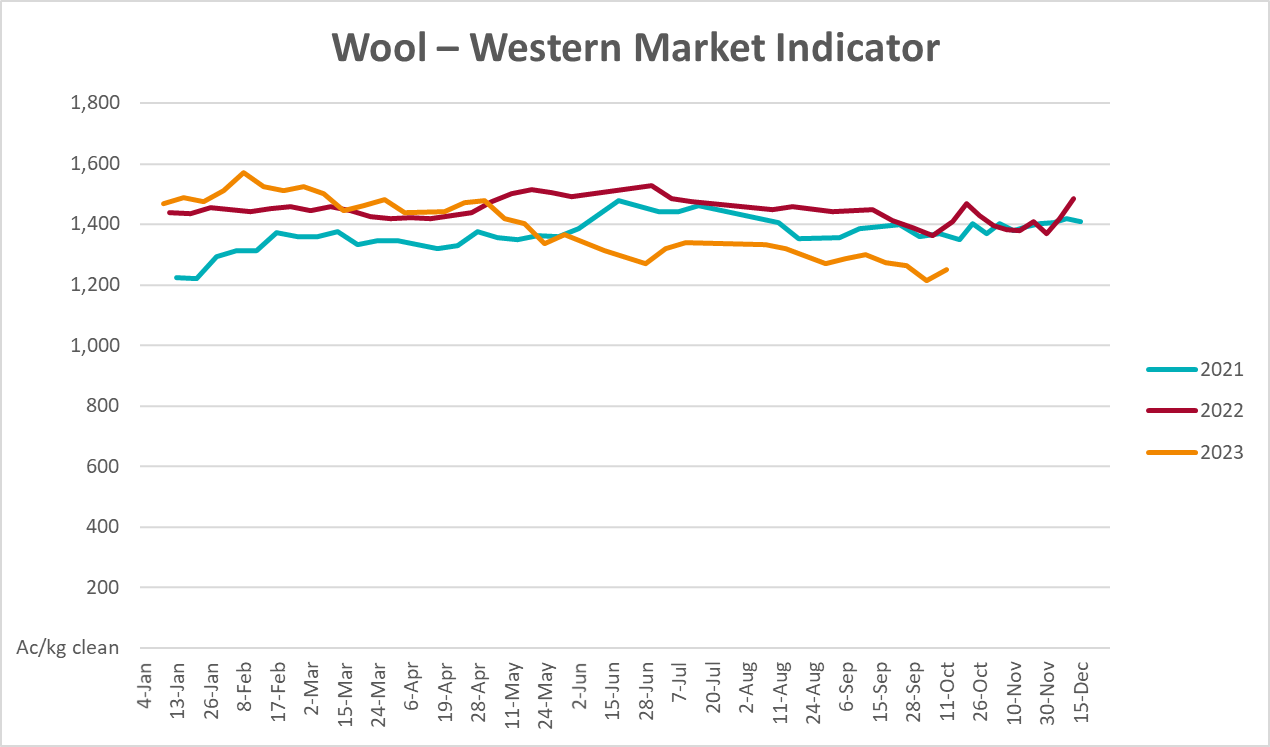 Wool – Western Market Indicator
1,800
1,600
1,400
1,200
1,000
800
600
400
200
Ac/kg clean
4-Jan
13-Jan
26-Jan
8-Feb
17-Feb
2-Mar
15-Mar
24-Mar
6-Apr
19-Apr
28-Apr
11-May
24-May
2-Jun
15-Jun
28-Jun
7-Jul
20-Jul
2-Aug
11-Aug
24-Aug
6-Sep
15-Sep
28-Sep
11-Oct
26-Oct
10-Nov
30-Nov
15-Dec
2021
2022
2023